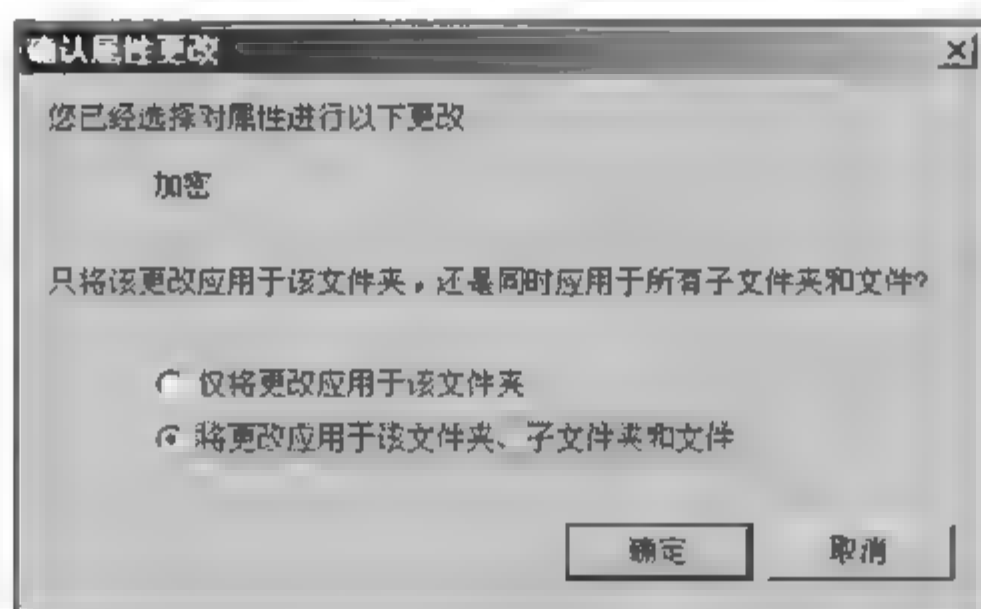 确认属性更改
您已经选择对属性进行以下更改
加密
只将该更改应用于该文件夹，还是同时应用于所有子文件夹和文件?
仅将更改应用于该文件夹
将更改应用于该文件夹、子文件夹和文件
确定 取消